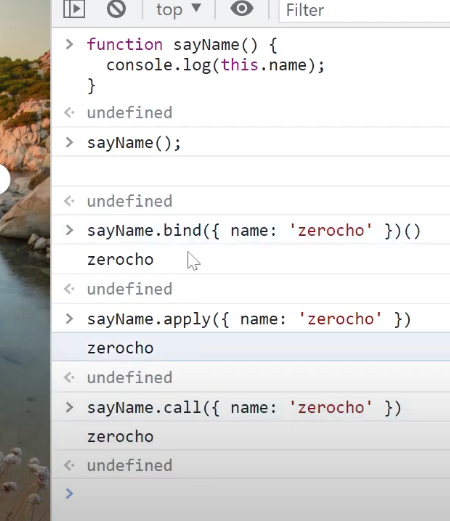 top ▼
Filter
> function sayName() {
console.log(this.name);
}
<· undefined
> sayName();
<· undefined
> sayName.bind({ name: 'zerocho' })()
zerocho
<· undefined
> sayName.apply({ name: 'zerocho' })
zerocho
<· undefined
> sayName.call({ name: 'zerocho' })
zerocho
<· undefined
>